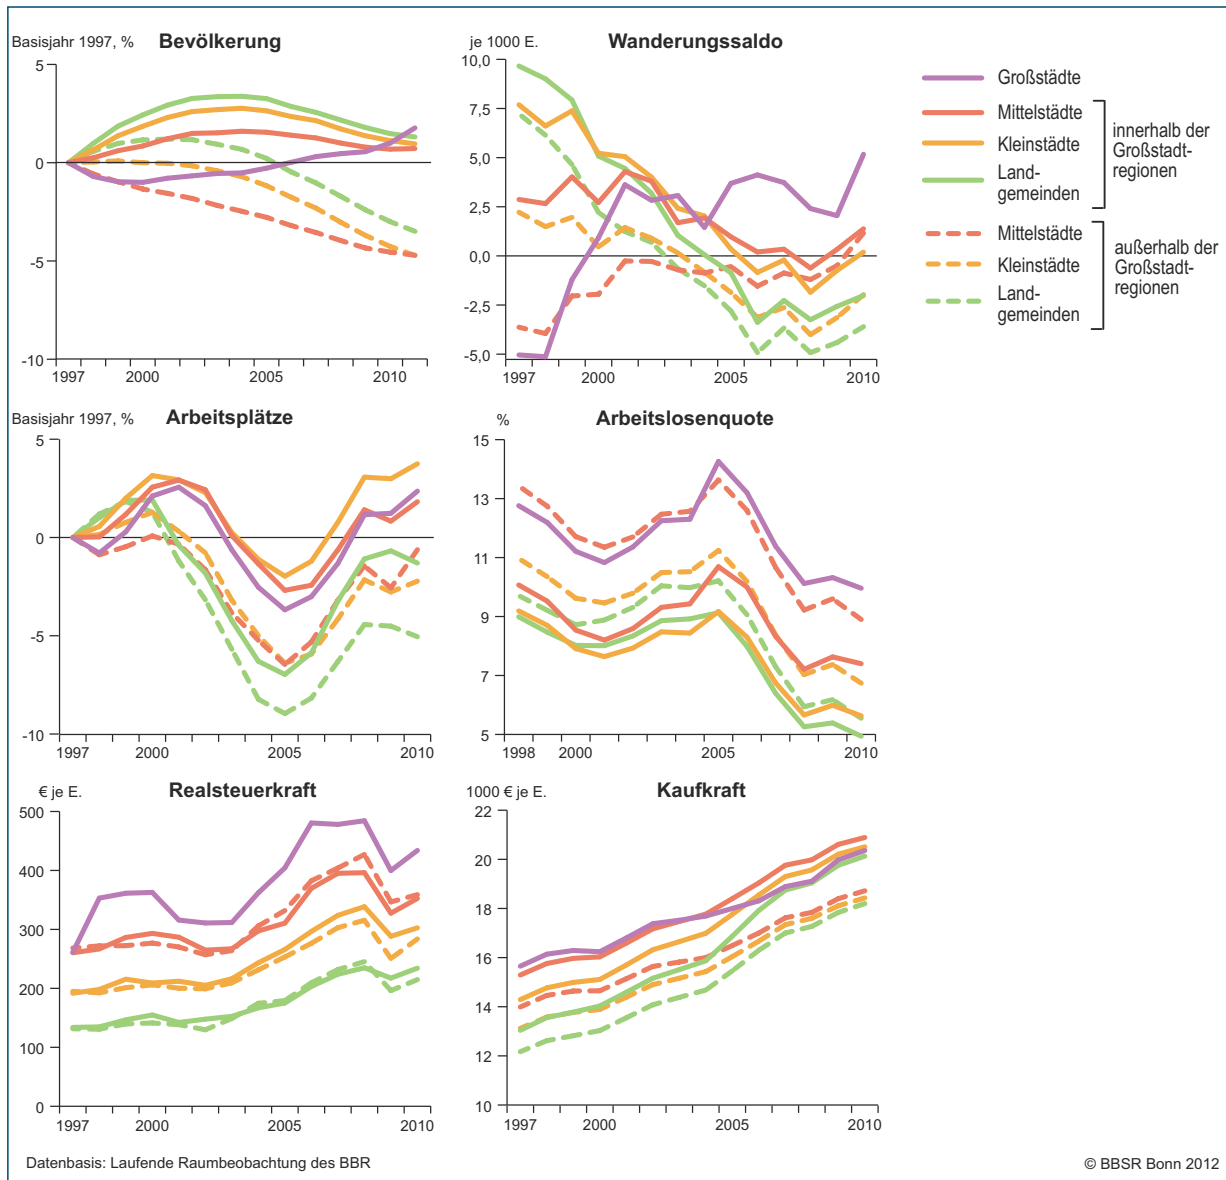 Basisjahr 1997, %
Bevölkerung
5
0
-5
-10
1997
2000
2005
2010
je 1000 E.
Wanderungssaldo
10,0
7,5
5,0
2,5
0,0
-2,5
-5,0
1997
2000
2005
2010
Großstädte
Mittelstädte
Kleinstädte
Land-
gemeinden
innerhalb der
Großstadt-
regionen
Mittelstädte
Kleinstädte
Land-
gemeinden
außerhalb der
Großstadt-
regionen
Basisjahr 1997, %
Arbeitsplätze
5
0
-5
-10
1997
2000
2005
2010
%
Arbeitslosenquote
15
13
11
9
7
5
1998
2000
2005
2010
€ je E.
Realsteuerkraft
500
400
300
200
100
0
1997
2000
2005
2010
1000 € je E.
Kaufkraft
22
20
18
16
14
12
10
1997
2000
2005
2010
Datenbasis: Laufende Raumbeobachtung des BBR
© BBSR Bonn 2012